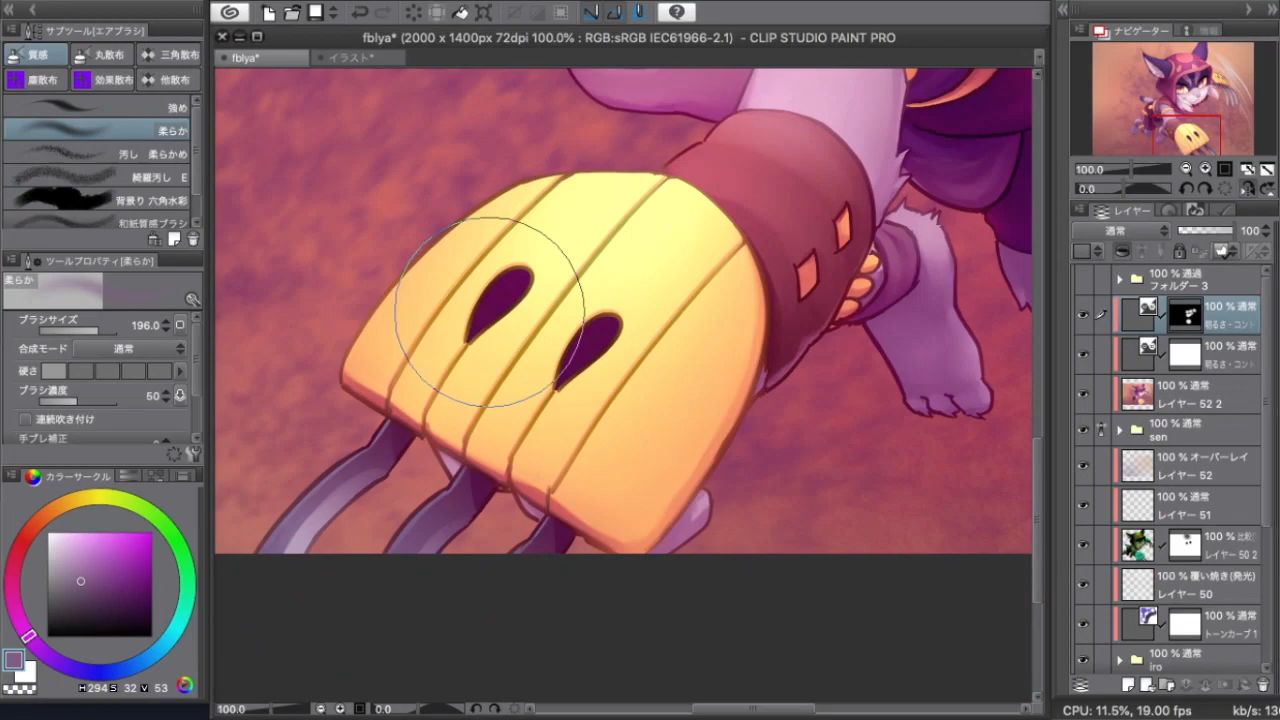 fblya* (2000 x 1400px 72dpi 100.0% : RGB:sRGB IEC61966-2.1) - CLIP STUDIO PAINT PRO
fblya*
イラスト*
サブツール[エアブラシ]
質感
丸散布
三角散布
塵散布
効果散布
他散布
強め
柔らか
汚し 柔らかめ
綺羅汚し E
背景り 六角水彩
和紙質感ブラシ
ツールプロパティ[柔らか]
柔らか
ブラシサイズ 196.0
合成モード 通常
硬さ
ブラシ濃度 50
連続吹き付け
手ブレ補正
カラーサークル
H 294 S 32 V 53
100.0
0.0
ナビゲーター
情報
100.0
0.0
レイヤー
通常 100
100 % 通過
フォルダー 3
100 % 通常
明るさ・コント
100 % 通常
明るさ・コント
100 % 通常
レイヤー 52 2
100 % 通常
sen
100 % オーバーレイ
レイヤー 52
100 % 通常
レイヤー 51
100 % 比較(
レイヤー 50 2
100 % 覆い焼き(発光)
レイヤー 50
100 % 通常
トーンカーブ 1
100 % 通常
iro
CPU: 11.5%, 19.00 fps
kb/s: 13